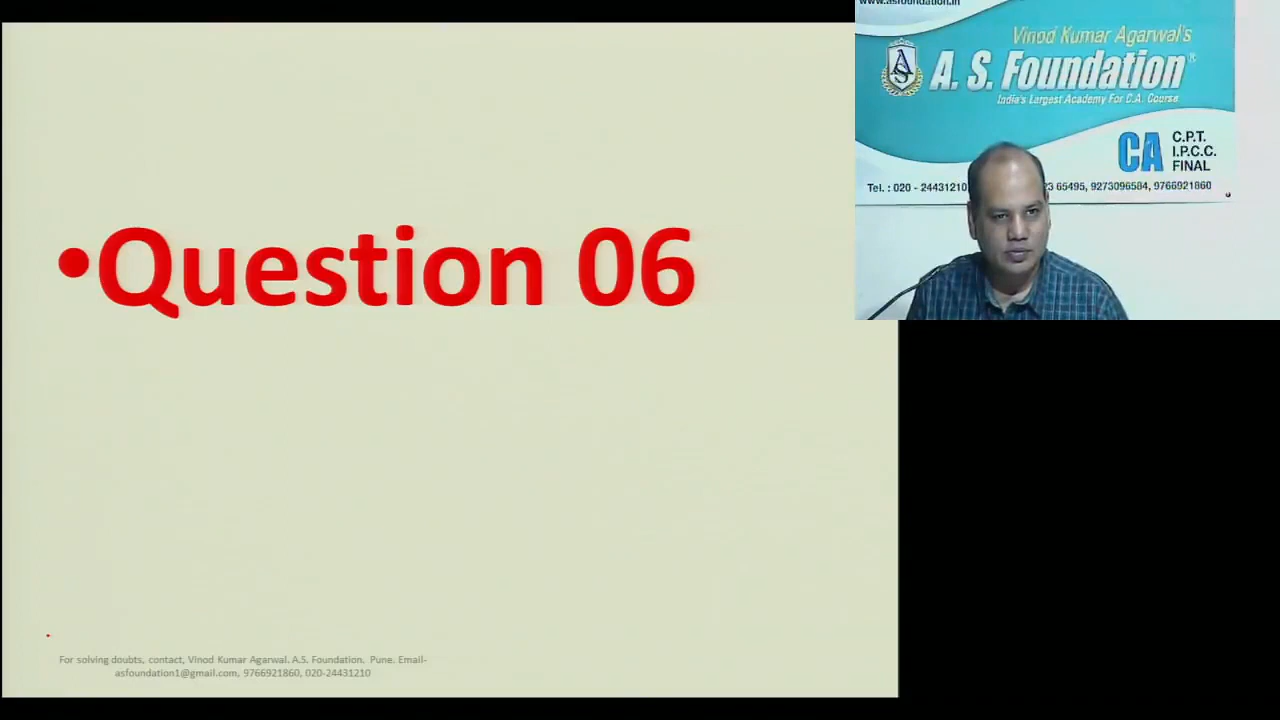 •Question 06
For solving doubts, contact, Vinod Kumar Agarwal. A.S. Foundation. Pune. Email-
asfoundation1@gmail.com, 9766921860, 020-24431210
www.asfoundation.in
Vinod Kumar Agarwal's
A. S. Foundation®
India's Largest Academy For C.A. Course
CA
C.P.T.
I.P.C.C.
FINAL
Tel. : 020 - 24431210, 23 65495, 9273096584, 9766921860